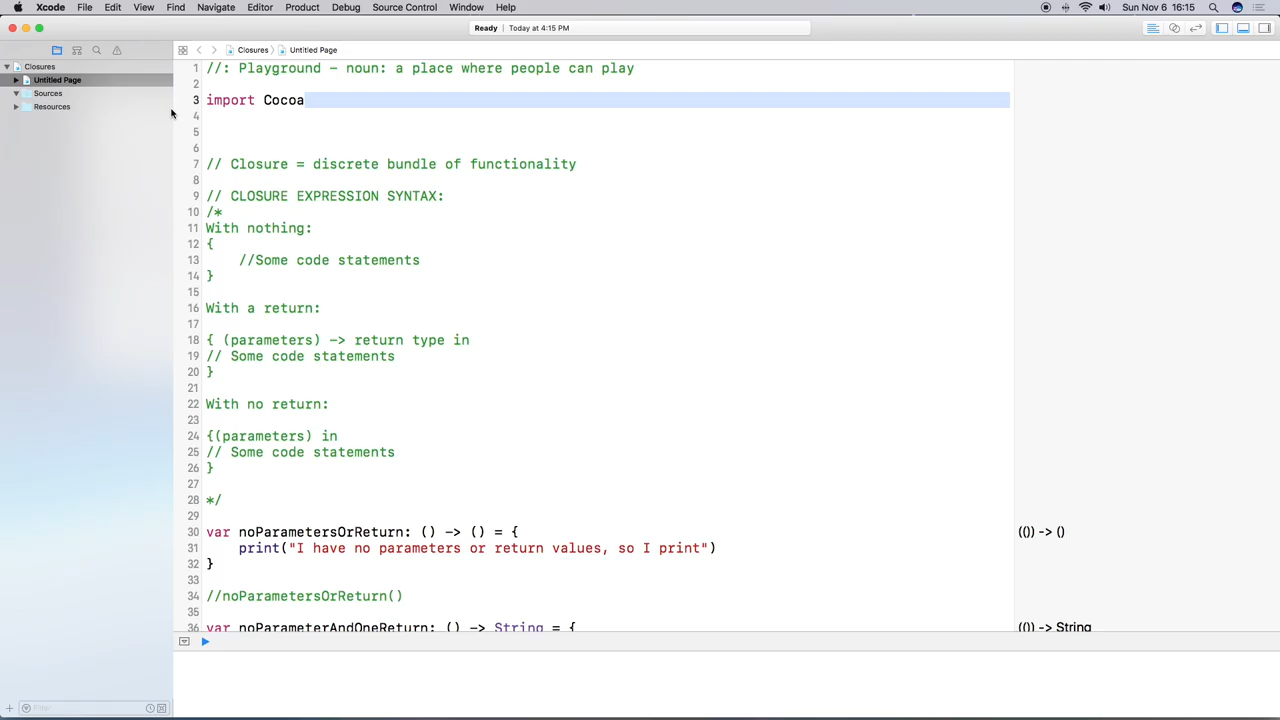 Xcode File Edit View Find Navigate Editor Product Debug Source Control Window Help Sun Nov 6 16:15
Ready Today at 4:15 PM
Closures Untitled Page
Closures
Untitled Page
Sources
Resources
1 //: Playground - noun: a place where people can play
2
3 import Cocoa
4
5
6
7 // Closure = discrete bundle of functionality
8
9 // CLOSURE EXPRESSION SYNTAX:
10 /*
11 With nothing:
12 {
13 //Some code statements
14 }
15
16 With a return:
17
18 { (parameters) -> return type in
19 // Some code statements
20 }
21
22 With no return:
23
24 {(parameters) in
25 // Some code statements
26 }
27
28 */
29
30 var noParametersOrReturn: () -> () = { (()) -> ()
31 print("I have no parameters or return values, so I print")
32 }
33
34 //noParametersOrReturn()
35
36 var noParameterAndOneReturn: () -> String = { (()) -> String
Filter